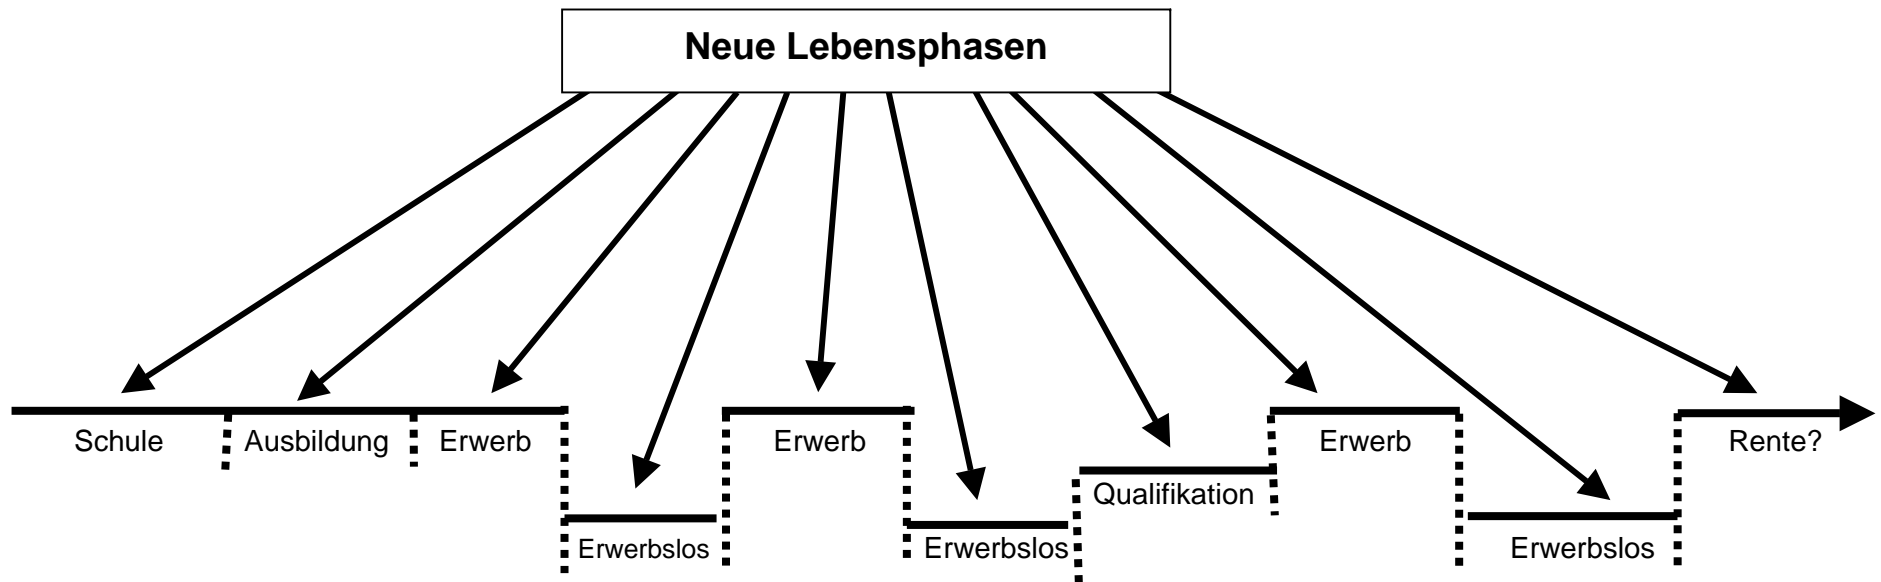 Neue Lebensphasen
Schule
Ausbildung
Erwerb
Erwerbslos
Erwerb
Erwerbslos
Qualifikation
Erwerb
Erwerbslos
Rente?